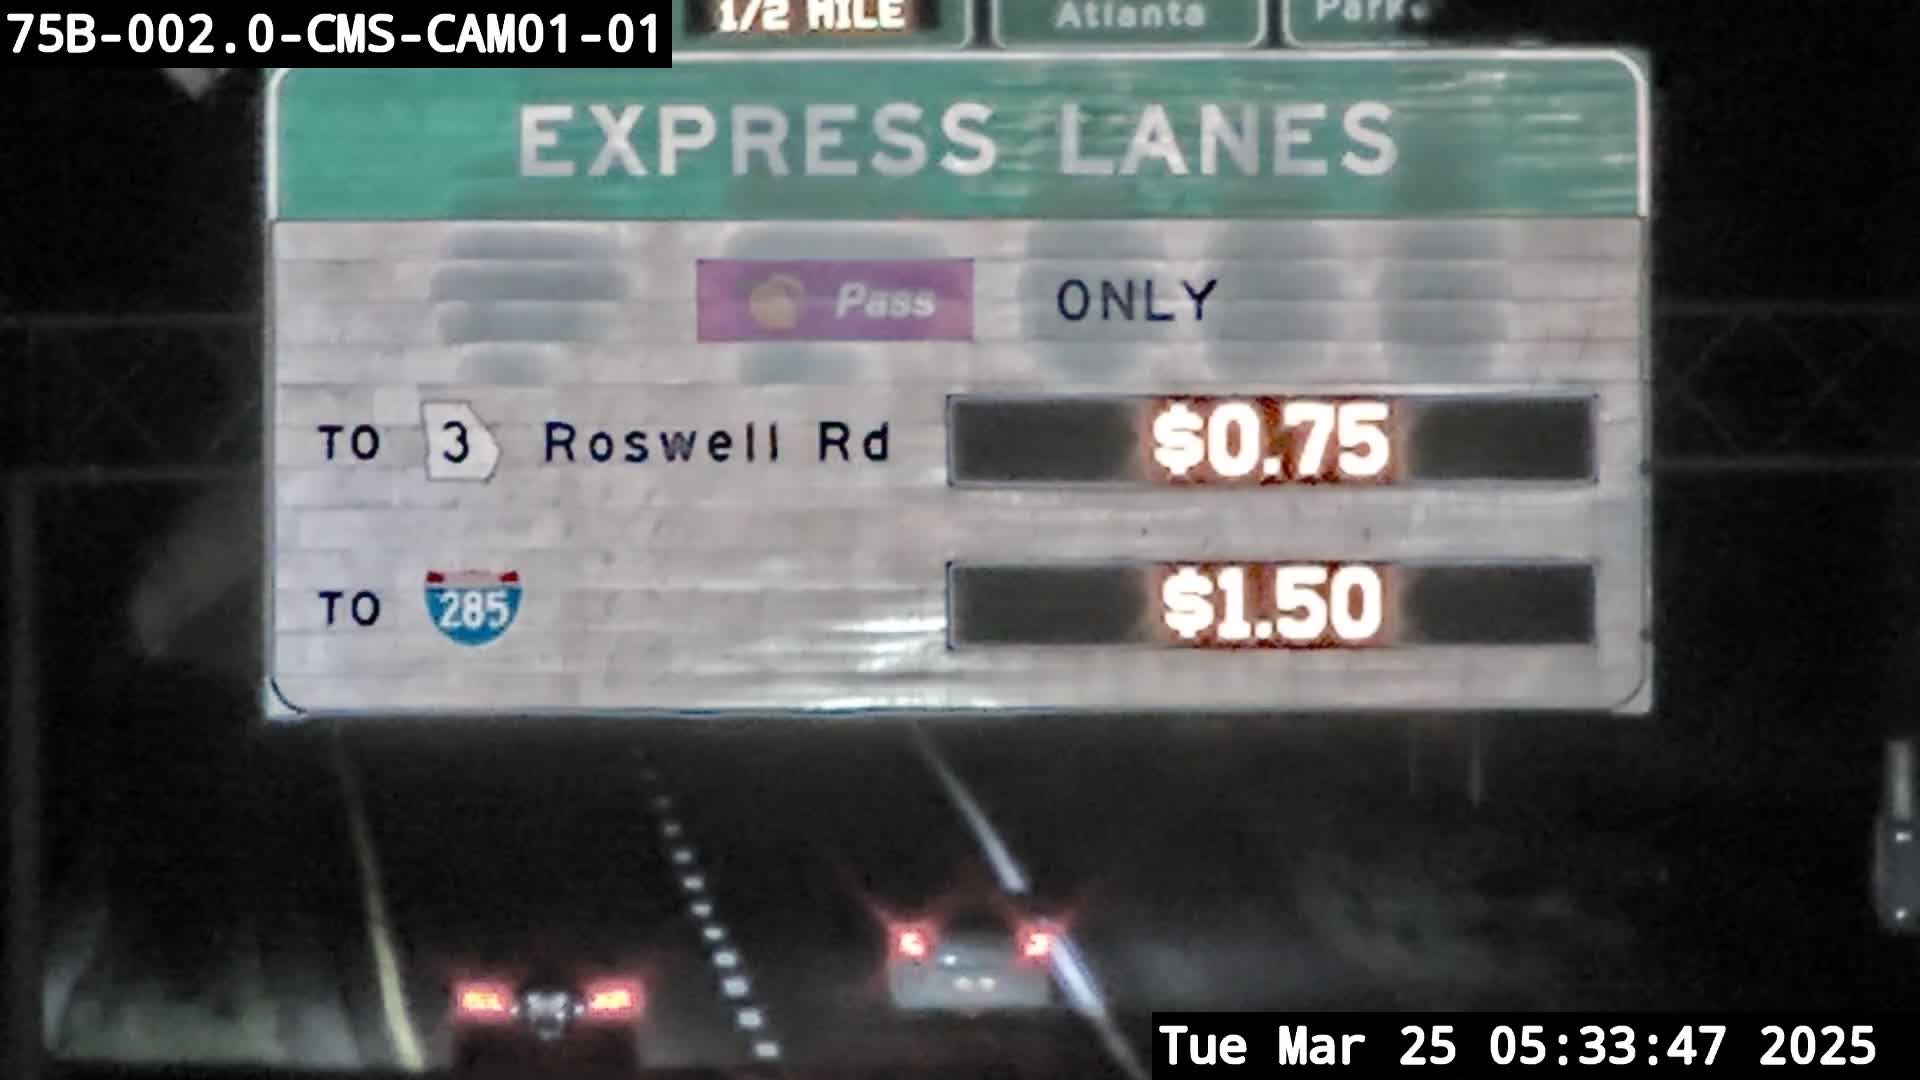 75B-002.0-CMS-CAM01-01
1/2 MILE
Atlanta
EXPRESS LANES
Pass ONLY
TO 3 Roswell Rd $0.75
TO 285 $1.50
Tue Mar 25 05:33:47 2025